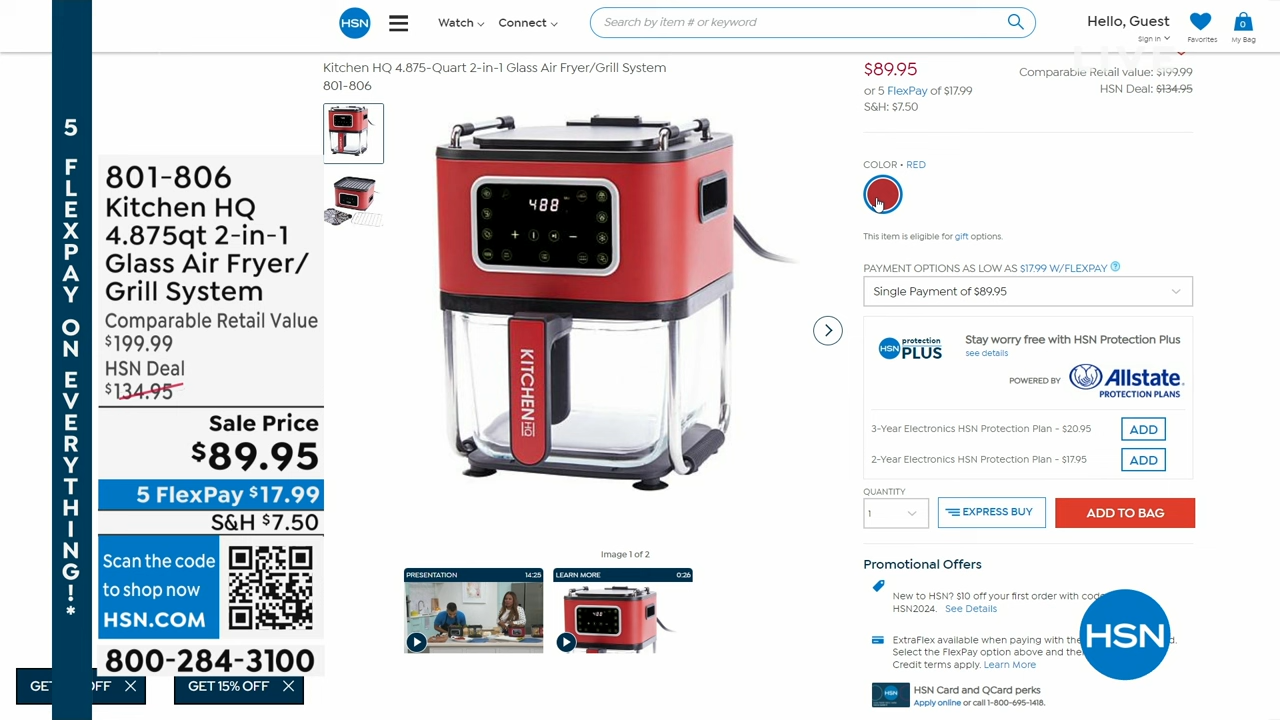 HSN
Watch
Connect
Search by item # or keyword
Hello, Guest
Sign in
Favorites
0
My Bag
LIVE
5 FLEXPAY ON EVERYTHING!*
801-806
Kitchen HQ
4.875qt 2-in-1
Glass Air Fryer/
Grill System
Comparable Retail Value
$199.99
HSN Deal
$134.95
Sale Price
$89.95
5 FlexPay $17.99
S&H $7.50
Scan the code
to shop now
HSN.COM
800-284-3100
GET
OFF
GET 15% OFF
Kitchen HQ 4.875-Quart 2-in-1 Glass Air Fryer/Grill System
801-806
488
KITCHEN HQ
Image 1 of 2
PRESENTATION 14:25
LEARN MORE 0:26
$89.95
Comparable Retail Value: $199.99
or 5 FlexPay of $17.99
HSN Deal: $134.95
S&H: $7.50
COLOR • RED
This item is eligible for gift options.
PAYMENT OPTIONS AS LOW AS $17.99 W/FLEXPAY
Single Payment of $89.95
HSN protection PLUS
Stay worry free with HSN Protection Plus
see details
POWERED BY
Allstate
PROTECTION PLANS
3-Year Electronics HSN Protection Plan - $20.95
ADD
2-Year Electronics HSN Protection Plan - $17.95
ADD
QUANTITY
1
EXPRESS BUY
ADD TO BAG
Promotional Offers
New to HSN? $10 off your first order with code
HSN2024. See Details
ExtraFlex available when paying with the
Select the FlexPay option above and the
Credit terms apply. Learn More
HSN
HSN
HSN Card and QCard perks
Apply online or call 1-800-695-1418.